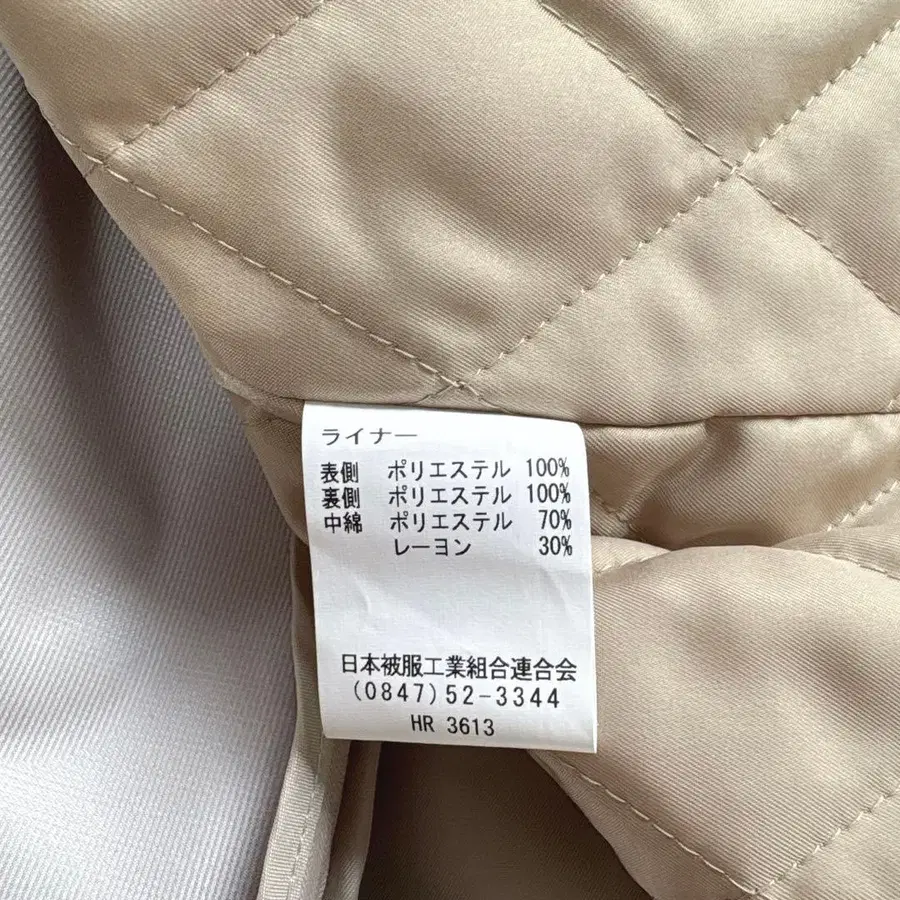 ライナー
表側 ポリエステル 100%
裏側 ポリエステル 100%
中綿 ポリエステル 70%
レーヨン 30%
日本被服工業組合連合会
(0847)52-3344
HR 3613